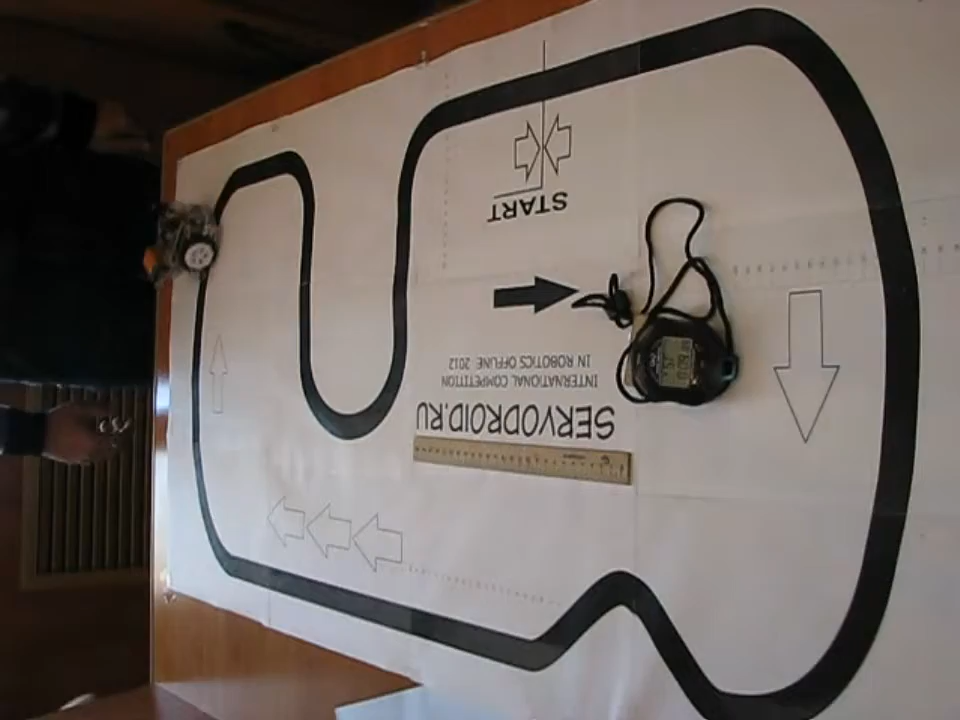 START
SERVODROID.RU
INTERNATIONAL COMPETITION
IN ROBOTICS OFFLINE 2012